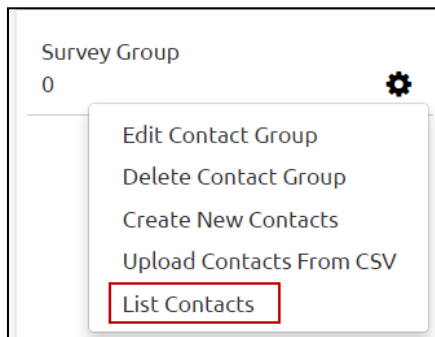 Survey Group
0
Edit Contact Group
Delete Contact Group
Create New Contacts
Upload Contacts From CSV
List Contacts